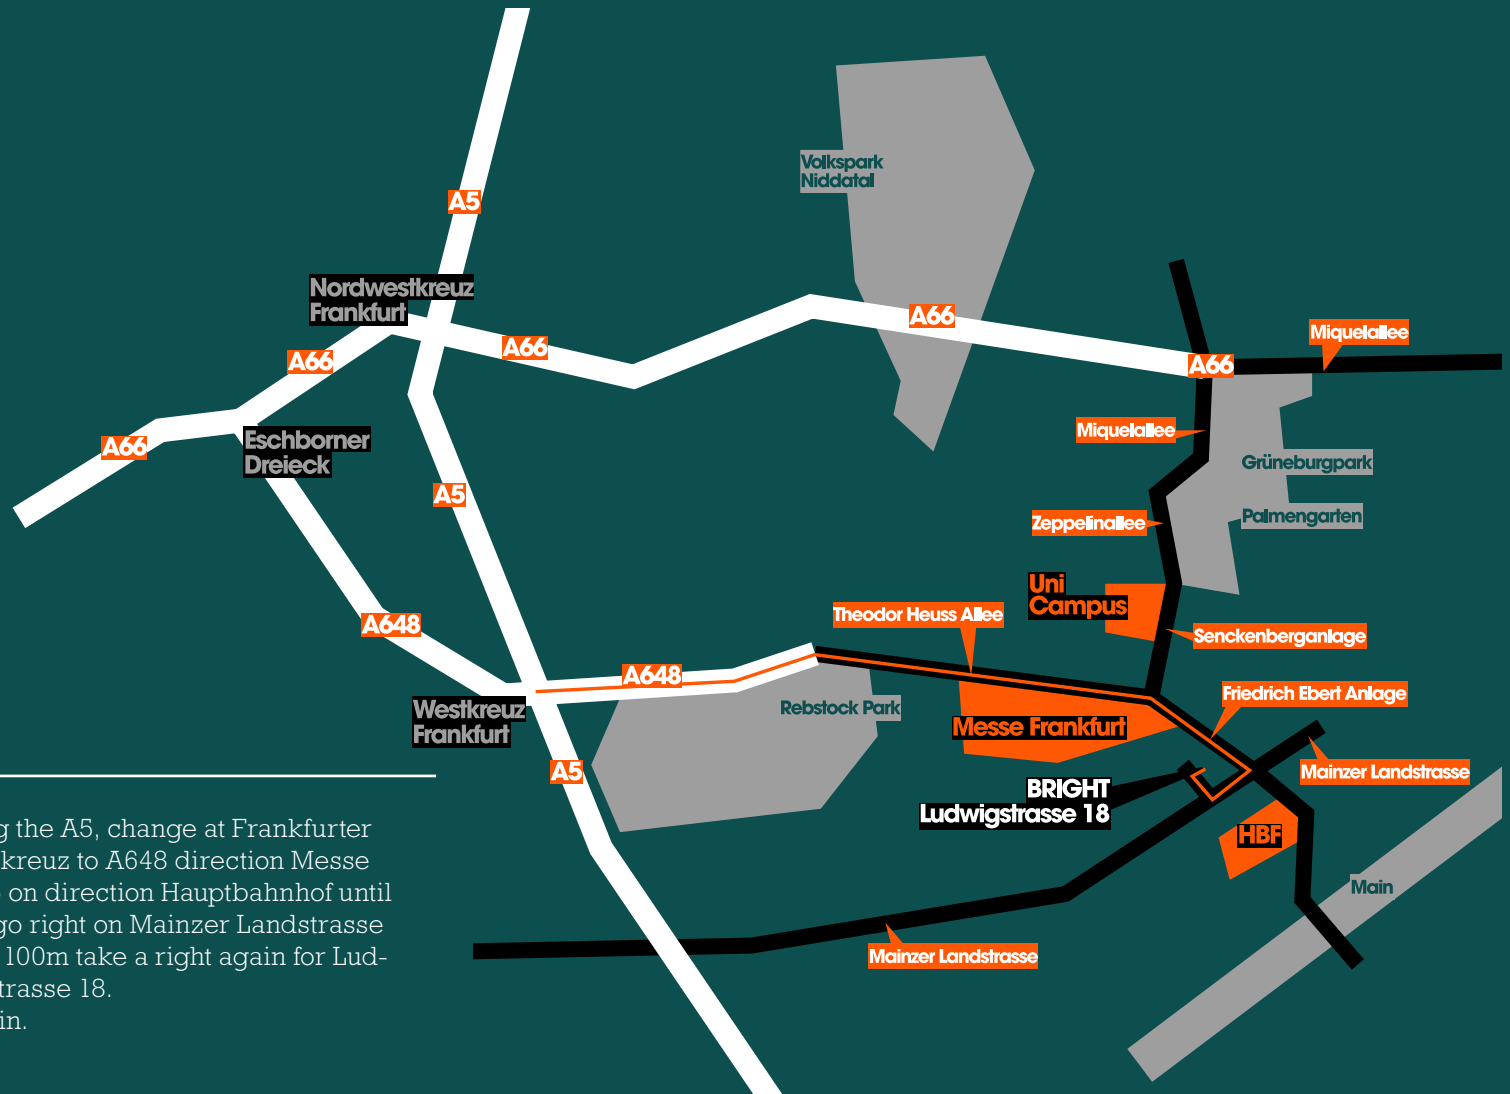 A5
Volkspark
Niddatal
Nordwestkreuz
Frankfurt
A66
A66
A66
A66
Miquelallee
A66
Miquelallee
Eschborner
Dreieck
Grüneburgpark
A5
Palmengarten
Zeppelinallee
Uni
Campus
A648
Theodor Heuss Allee
Senckenberganlage
A648
Friedrich Ebert Anlage
Westkreuz
Frankfurt
Rebstock Park
Messe Frankfurt
A5
Mainzer Landstrasse
BRIGHT
Ludwigstrasse 18
HBF
Main
Mainzer Landstrasse
the A5, change at Frankfurter
kreuz to A648 direction Messe
on direction Hauptbahnhof until
go right on Mainzer Landstrasse
100m take a right again for Lud-
trasse 18.
in.